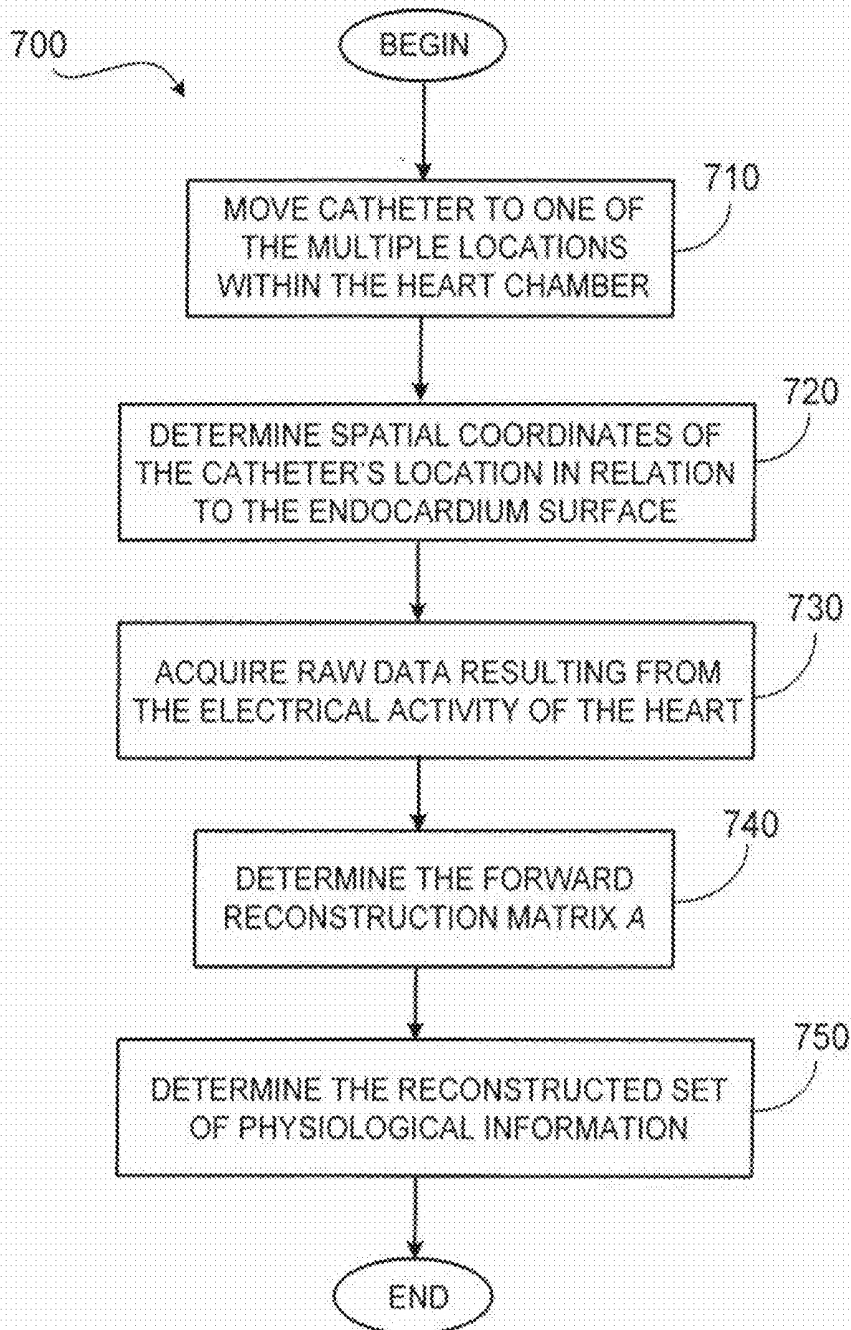 700
BEGIN
710
MOVE CATHETER TO ONE OF
THE MULTIPLE LOCATIONS
WITHIN THE HEART CHAMBER
720
DETERMINE SPATIAL COORDINATES OF
THE CATHETER'S LOCATION IN RELATION
TO THE ENDOCARDIUM SURFACE
730
ACQUIRE RAW DATA RESULTING FROM
THE ELECTRICAL ACTIVITY OF THE HEART
740
DETERMINE THE FORWARD
RECONSTRUCTION MATRIX A
750
DETERMINE THE RECONSTRUCTED SET
OF PHYSIOLOGICAL INFORMATION
END